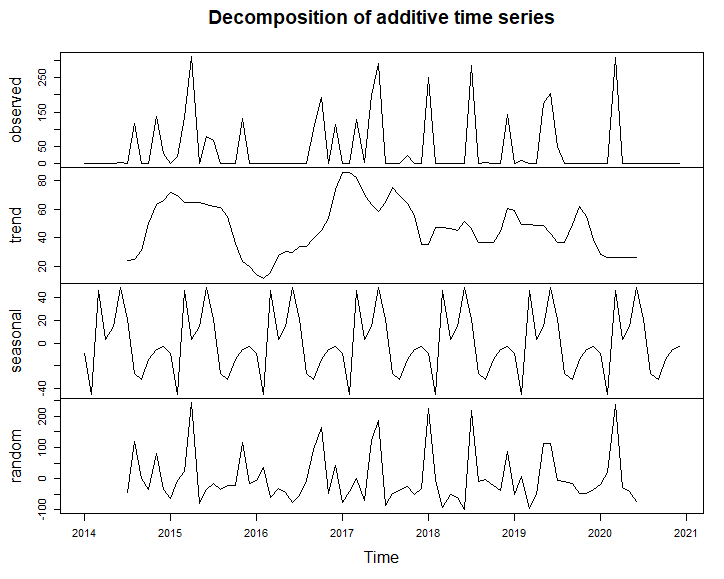 Decomposition of additive time series
observed
0 50 150 250
trend
20 40 60 80
seasonal
-40 0 20 40
random
-100 0 100 200
2014 2015 2016 2017 2018 2019 2020 2021
Time